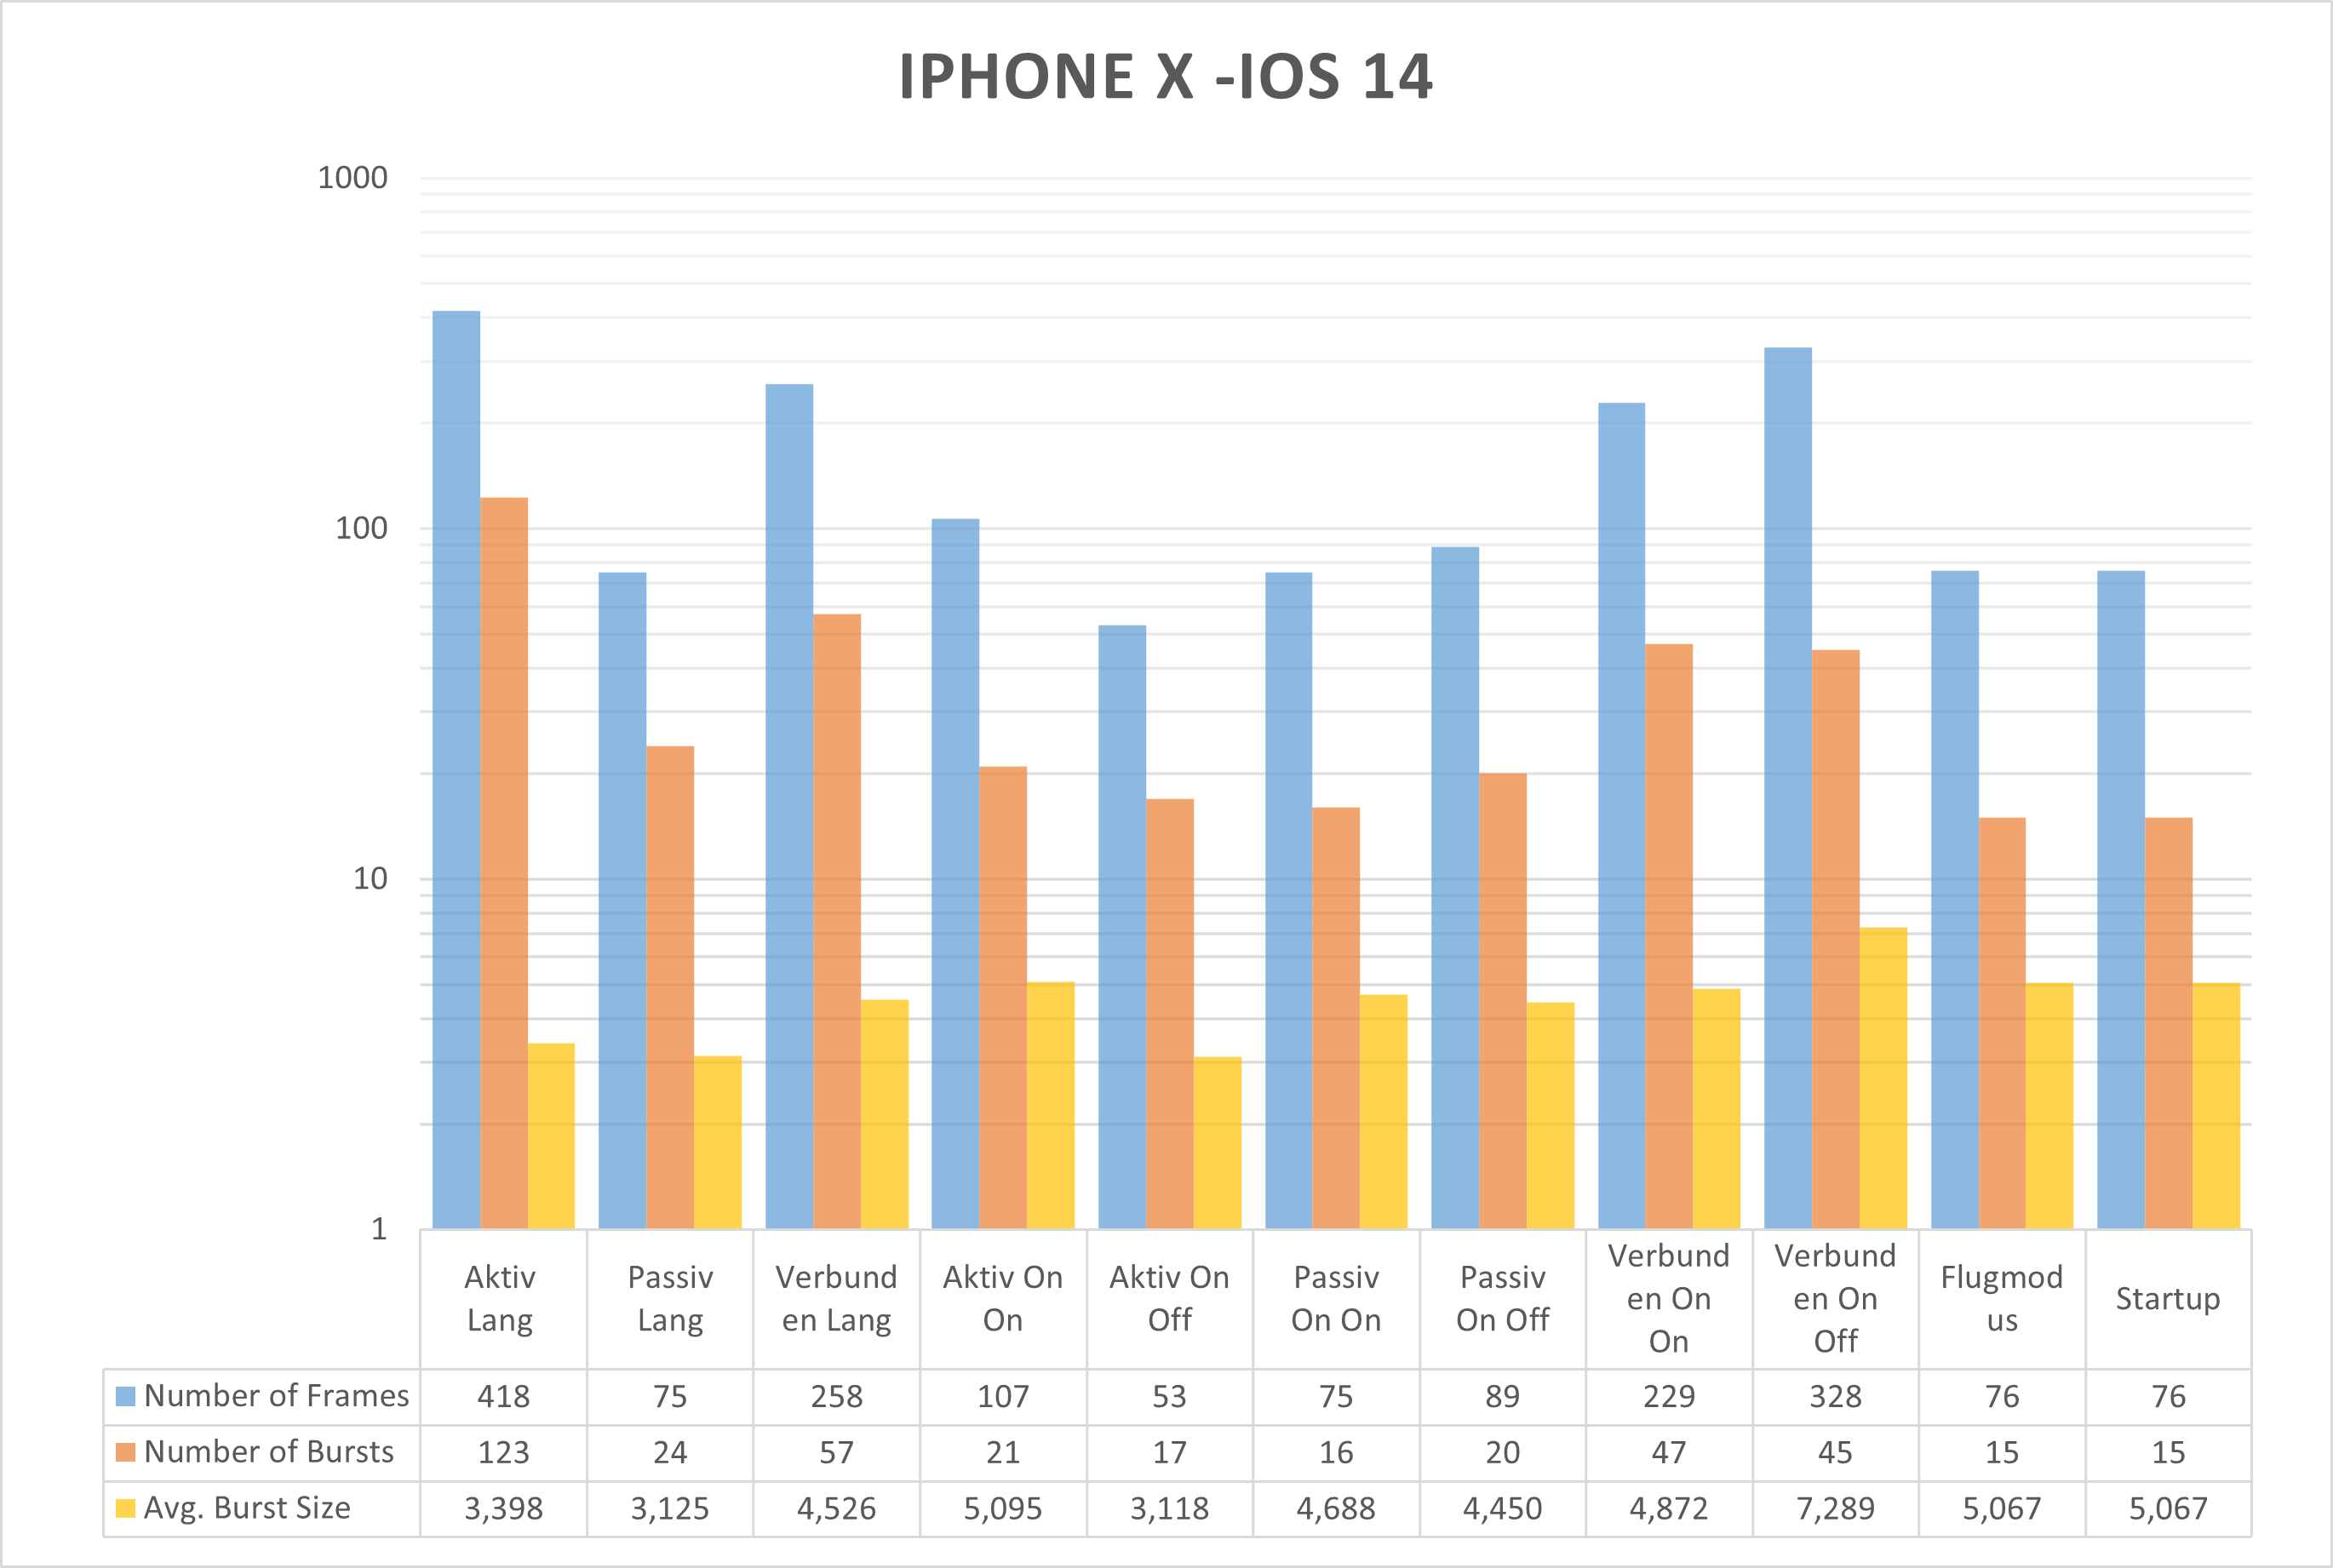 IPHONE X -IOS 14
1000
100
10
1
Aktiv
Lang
Passiv
Lang
Verbund
en Lang
Aktiv On
On
Aktiv On
Off
Passiv
On On
Passiv
On Off
Verbund
en On
On
Verbund
en On
Off
Flugmod
us
Startup
Number of Frames 418 75 258 107 53 75 89 229 328 76 76
Number of Bursts 123 24 57 21 17 16 20 47 45 15 15
Avg. Burst Size 3,398 3,125 4,526 5,095 3,118 4,688 4,450 4,872 7,289 5,067 5,067